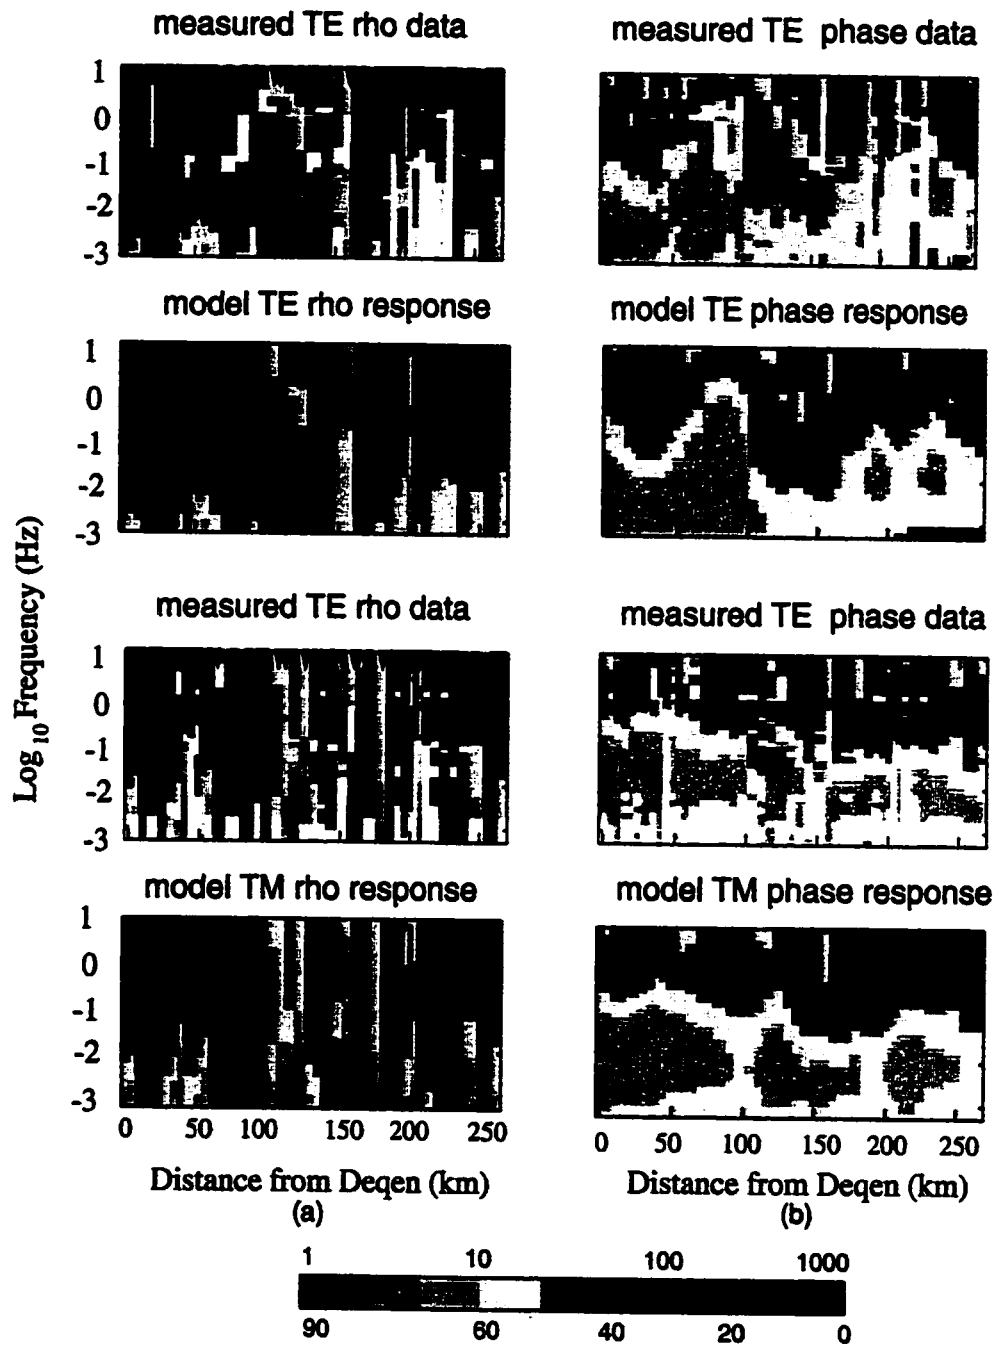 measured TE rho data
measured TE phase data
1
0
-1
-2
-3
model TE rho response
model TE phase response
1
0
-1
-2
-3
Log10 Frequency (Hz)
measured TE rho data
measured TE phase data
1
0
-1
-2
-3
model TM rho response
model TM phase response
1
0
-1
-2
-3
0 50 100 150 200 250
0 50 100 150 200 250
Distance from Deqen (km)
Distance from Deqen (km)
(a)
(b)
1 10 100 1000
90 60 40 20 0